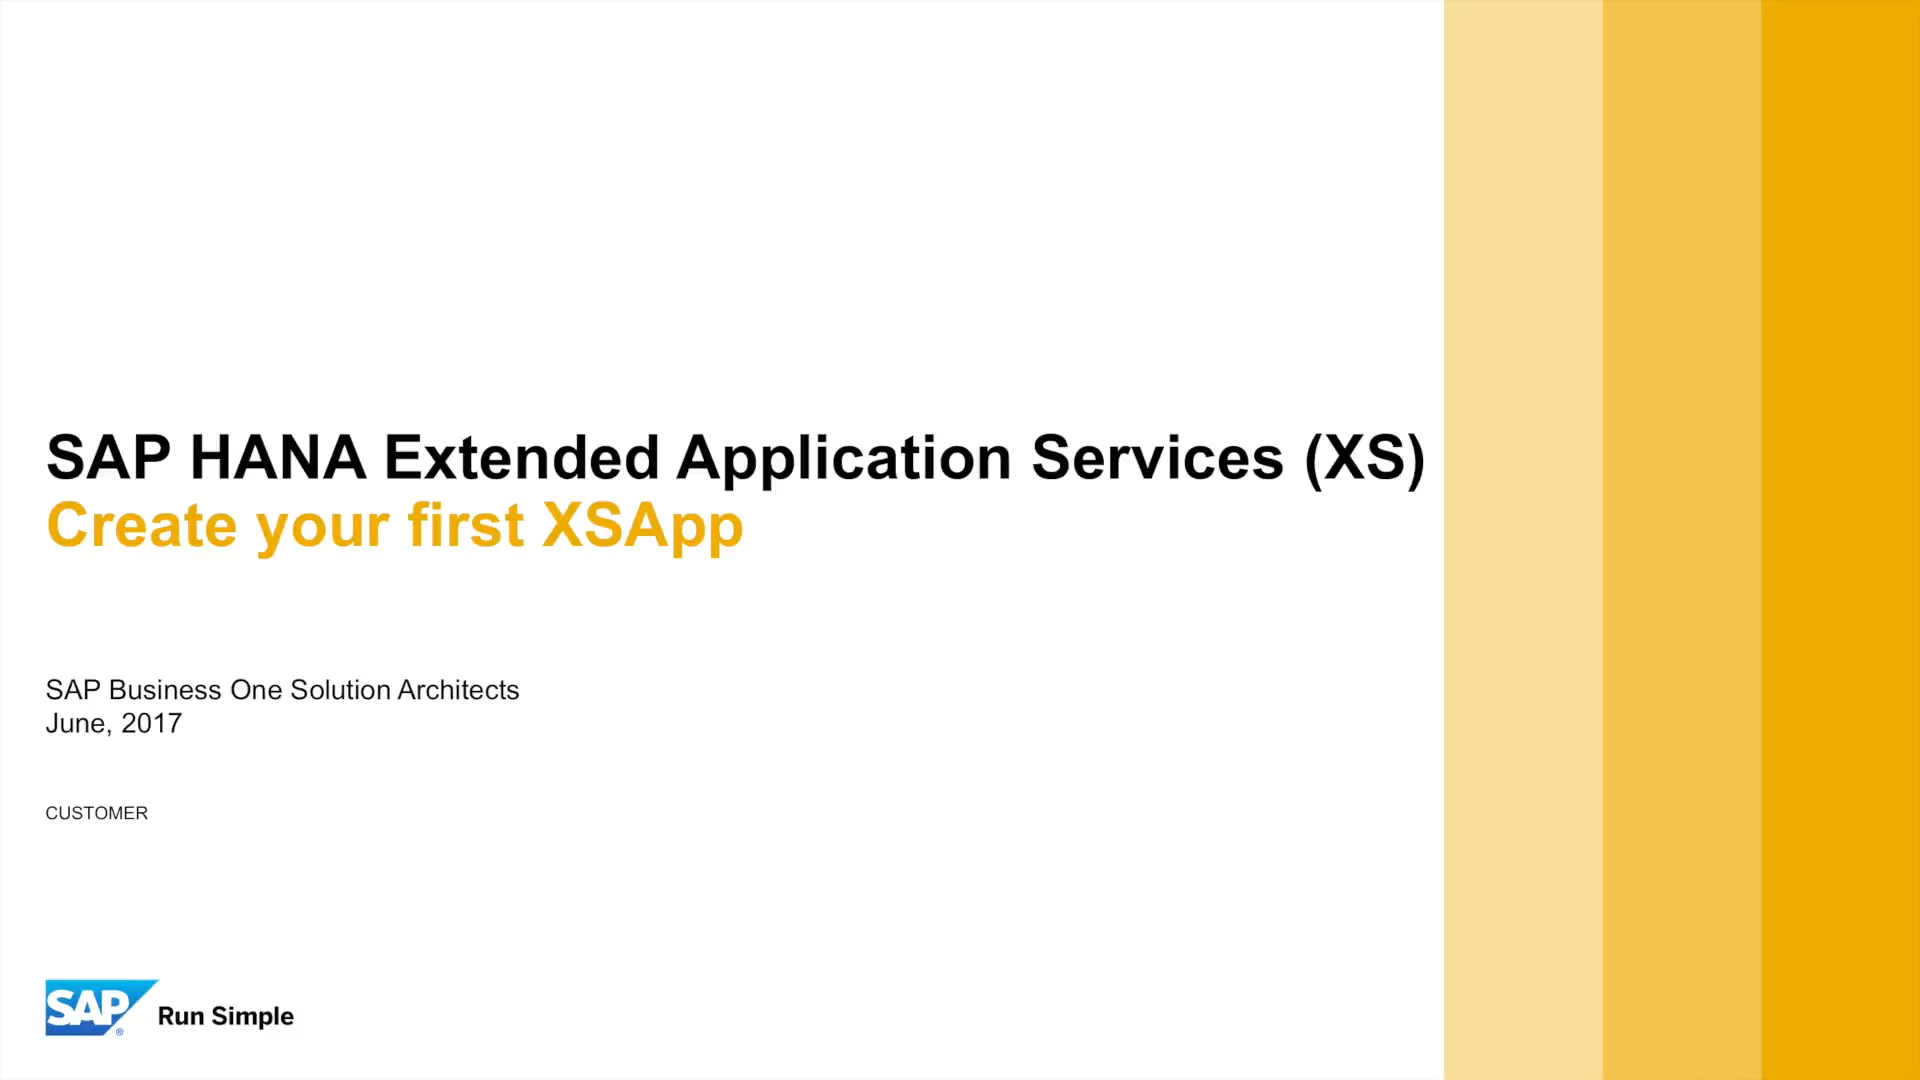 SAP HANA Extended Application Services (XS)
Create your first XSApp
SAP Business One Solution Architects
June, 2017
CUSTOMER
SAP ® Run Simple